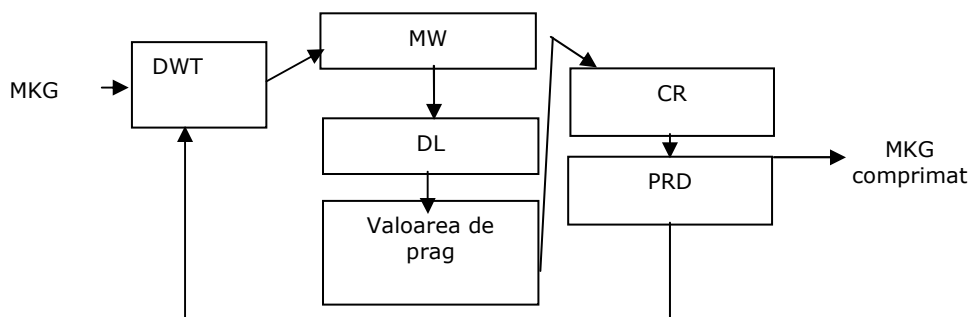 MKG
DWT
MW
DL
Valoarea de
prag
CR
PRD
MKG
comprimat